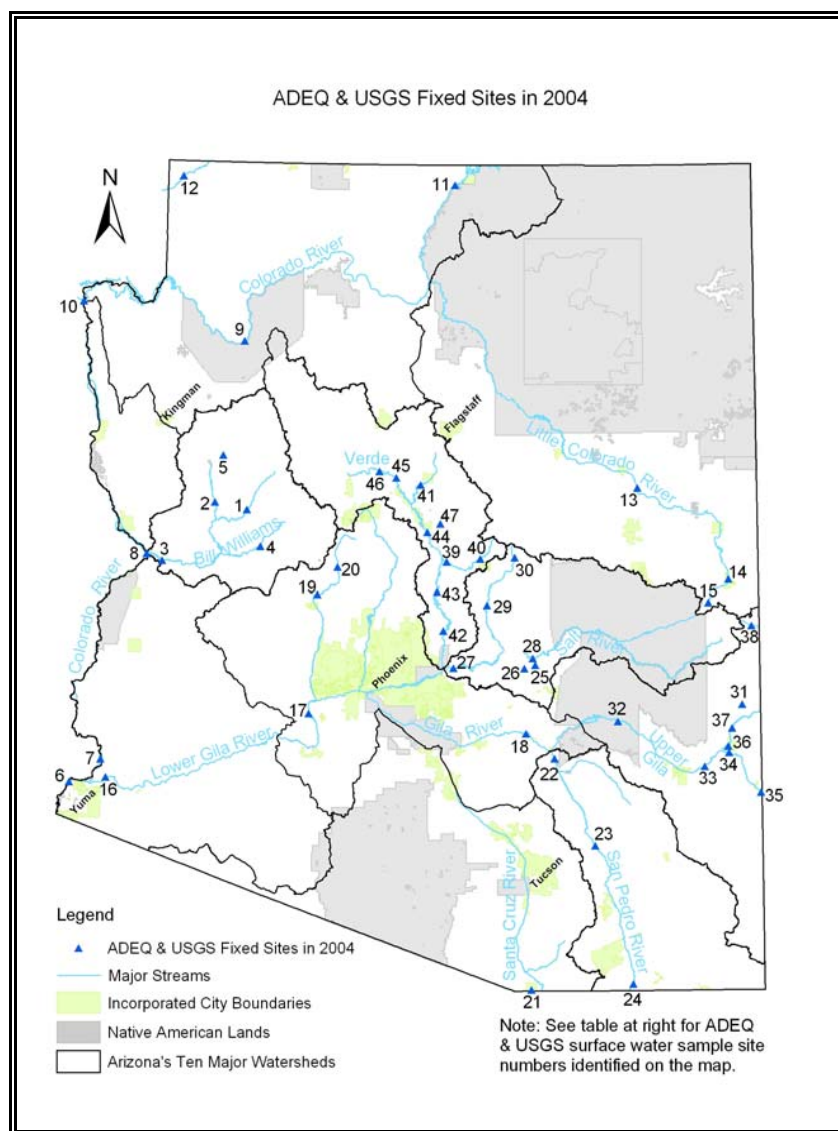 ADEQ & USGS Fixed Sites in 2004
N
12
11
Colorado River
10
9
Kingman
Flagstaff
Little Colorado River
5
Verde
45
46
41
13
2
1
47
44
Bill Williams
4
39
40
8
3
30
14
20
15
19
43
29
38
Colorado River
42
28
Salt River
27
26
25
Phoenix
31
32
17
37
Gila River
18
Upper Gila
36
34
7
22
33
Lower Gila River
35
6
16
Yuma
23
San Pedro River
Tucson
Santa Cruz River
24
21
Legend
ADEQ & USGS Fixed Sites in 2004
Major Streams
Incorporated City Boundaries
Native American Lands
Arizona's Ten Major Watersheds
Note: See table at right for ADEQ
& USGS surface water sample site
numbers identified on the map.